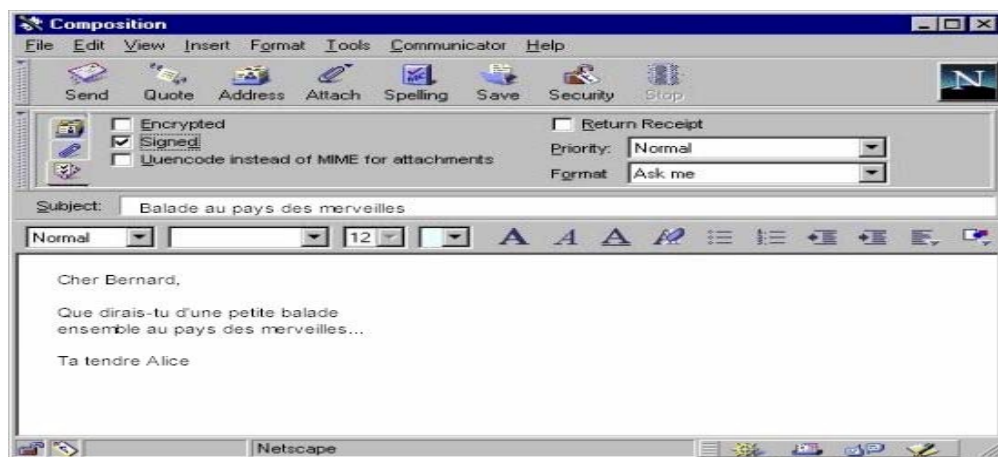 Composition
File Edit View Insert Format Tools Communicator Help
Send Quote Address Attach Spelling Save Security Stop
N
Encrypted
Signed
Uuencode instead of MIME for attachments
Return Receipt
Priority: Normal
Format Ask me
Subject: Balade au pays des merveilles
Normal 12 A A A
Cher Bernard,
Que dirais-tu d'une petite balade
ensemble au pays des merveilles...
Ta tendre Alice
Netscape